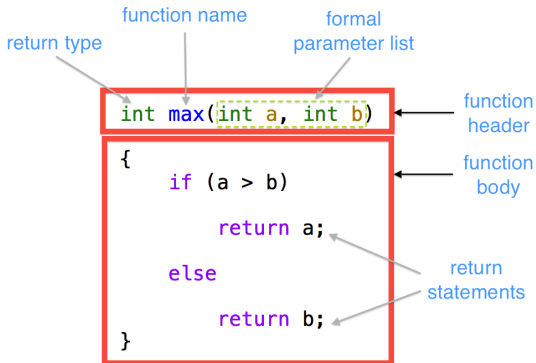 function name
return type
formal
parameter list
int max(int a, int b)
function
header
{
if (a > b)
function
body
return a;
else
return
statements
return b;
}